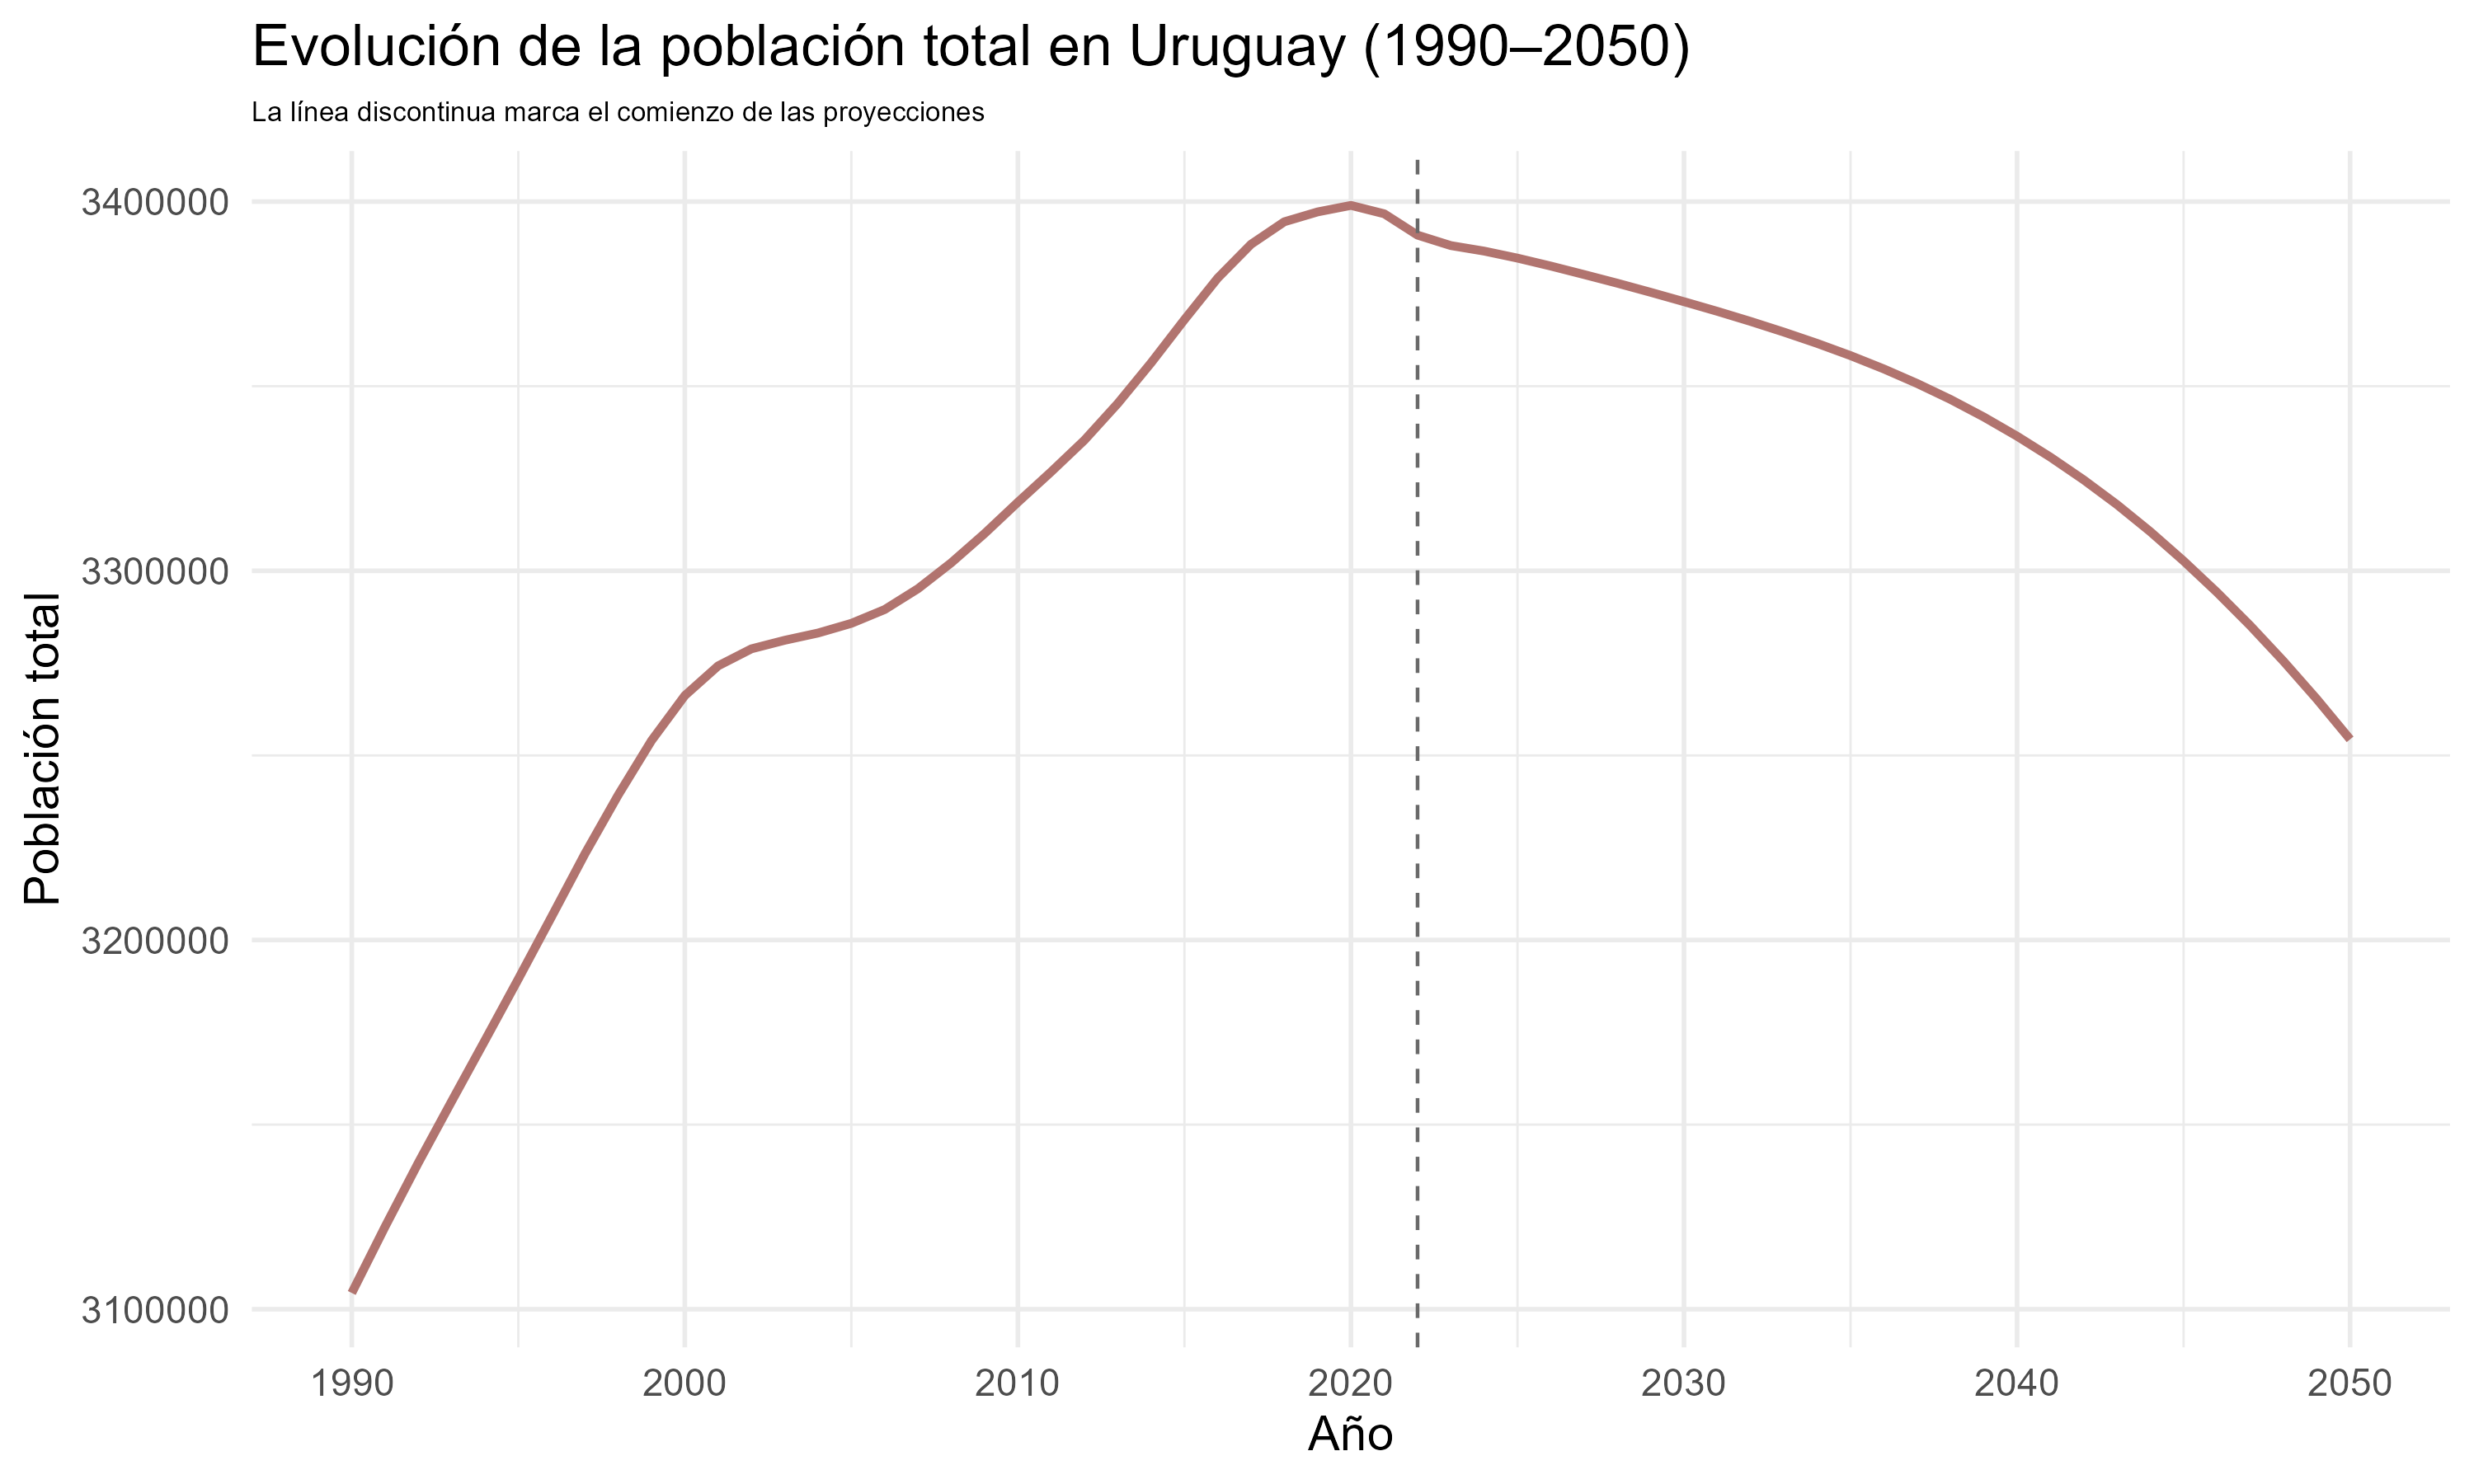 Evolución de la población total en Uruguay (1990–2050)
La línea discontinua marca el comienzo de las proyecciones
Población total
3400000
3300000
3200000
3100000
1990
2000
2010
2020
2030
2040
2050
Año